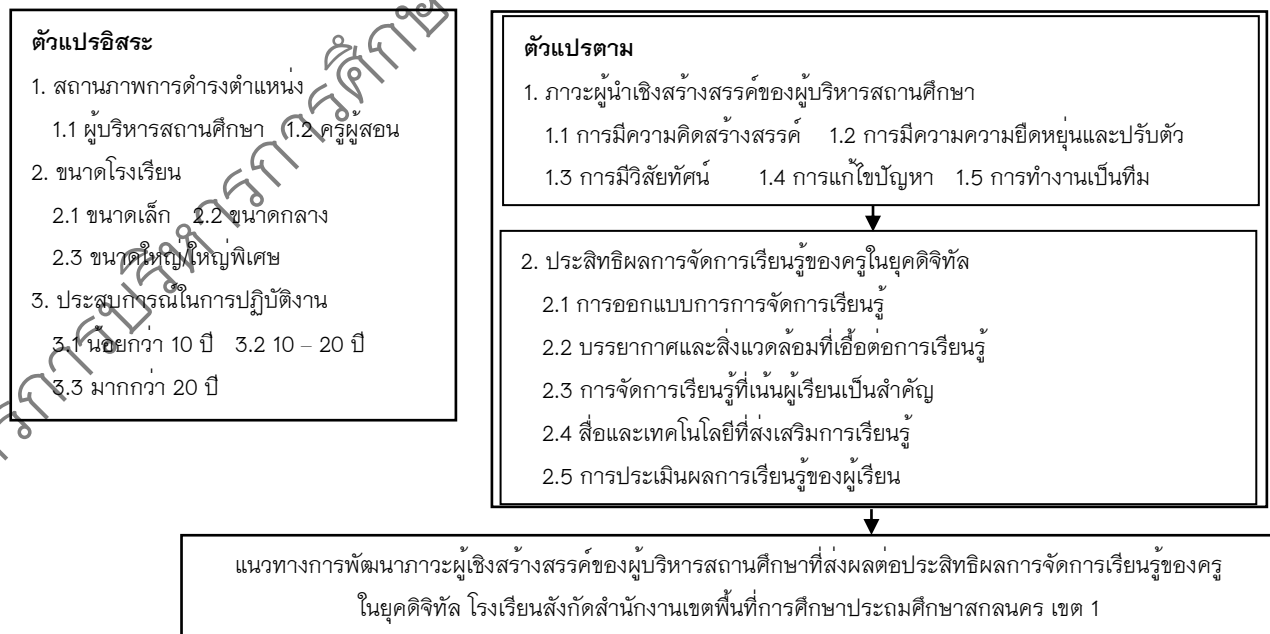 ตัวแปรอิสระ
1. สถานภาพการดำรงตำแหน่ง
1.1 ผู้บริหารสถานศึกษา 1.2 ครูผู้สอน
2. ขนาดโรงเรียน
2.1 ขนาดเล็ก 2.2 ขนาดกลาง
2.3 ขนาดใหญ่/ใหญ่พิเศษ
3. ประสบการณ์ในการปฏิบัติงาน
3.1 น้อยกว่า 10 ปี 3.2 10 – 20 ปี
3.3 มากกว่า 20 ปี
ตัวแปรตาม
1. ภาวะผู้นำเชิงสร้างสรรค์ของผู้บริหารสถานศึกษา
1.1 การมีความคิดสร้างสรรค์ 1.2 การมีความความยืดหยุ่นและปรับตัว
1.3 การมีวิสัยทัศน์ 1.4 การแก้ไขปัญหา 1.5 การทำงานเป็นทีม
2. ประสิทธิผลการจัดการเรียนรู้ของครูในยุคดิจิทัล
2.1 การออกแบบการการจัดการเรียนรู้
2.2 บรรยากาศและสิ่งแวดล้อมที่เอื้อต่อการเรียนรู้
2.3 การจัดการเรียนรู้ที่เน้นผู้เรียนเป็นสำคัญ
2.4 สื่อและเทคโนโลยีที่ส่งเสริมการเรียนรู้
2.5 การประเมินผลการเรียนรู้ของผู้เรียน
แนวทางการพัฒนาภาวะผู้เชิงสร้างสรรค์ของผู้บริหารสถานศึกษาที่ส่งผลต่อประสิทธิผลการจัดการเรียนรู้ของครู
ในยุคดิจิทัล โรงเรียนสังกัดสำนักงานเขตพื้นที่การศึกษาประถมศึกษาสกลนคร เขต 1
การบริหารการศึกษ